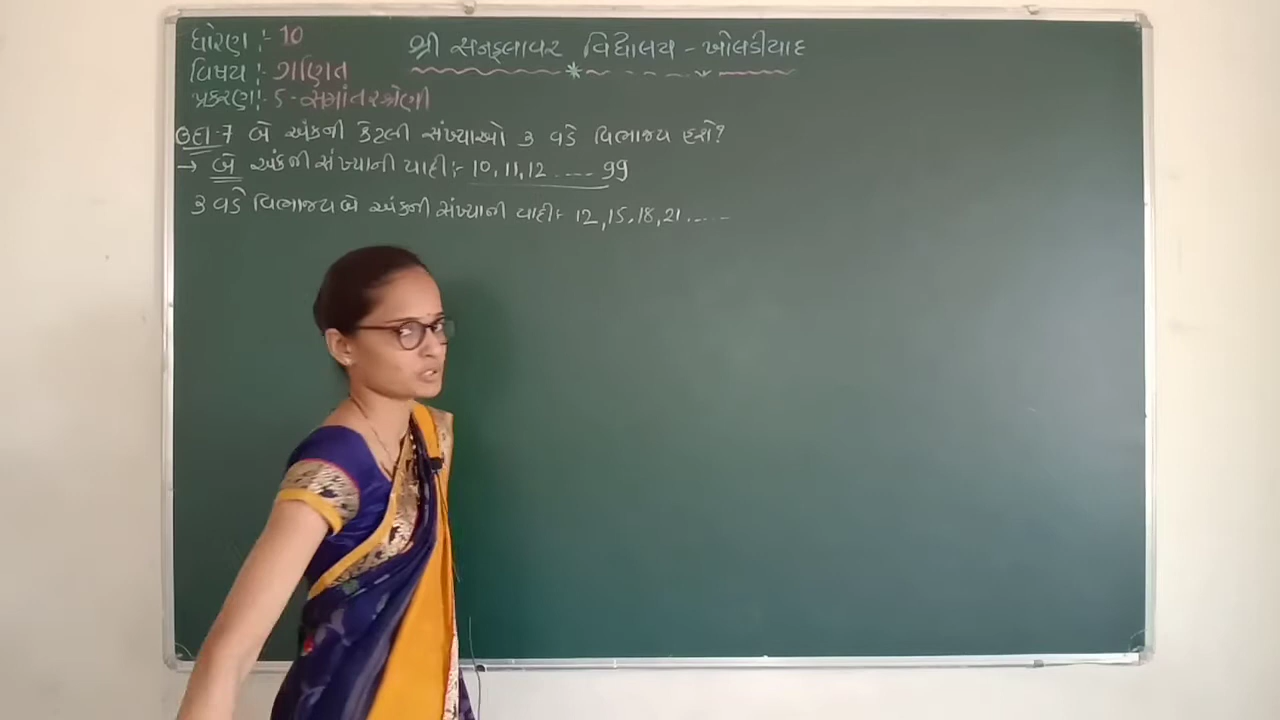 ધોરણ :- 10
શ્રી સજ્જ્લાવર વિદ્યાલય - ખોલડીયાદ
વિષય :- ગણિત
પ્રકરણ :- 5 - સમાંતર શ્રેણી
ઉદા-7 બે અંકની કેટલી સંખ્યાઓ 3 વડે વિભાજ્ય હશે?
→ બે અંકની સંખ્યાની યાદી :- 10, 11, 12 ..... 99
3 વડે વિભાજ્ય બે અંકની સંખ્યાની યાદી :- 12, 15, 18, 21 .....